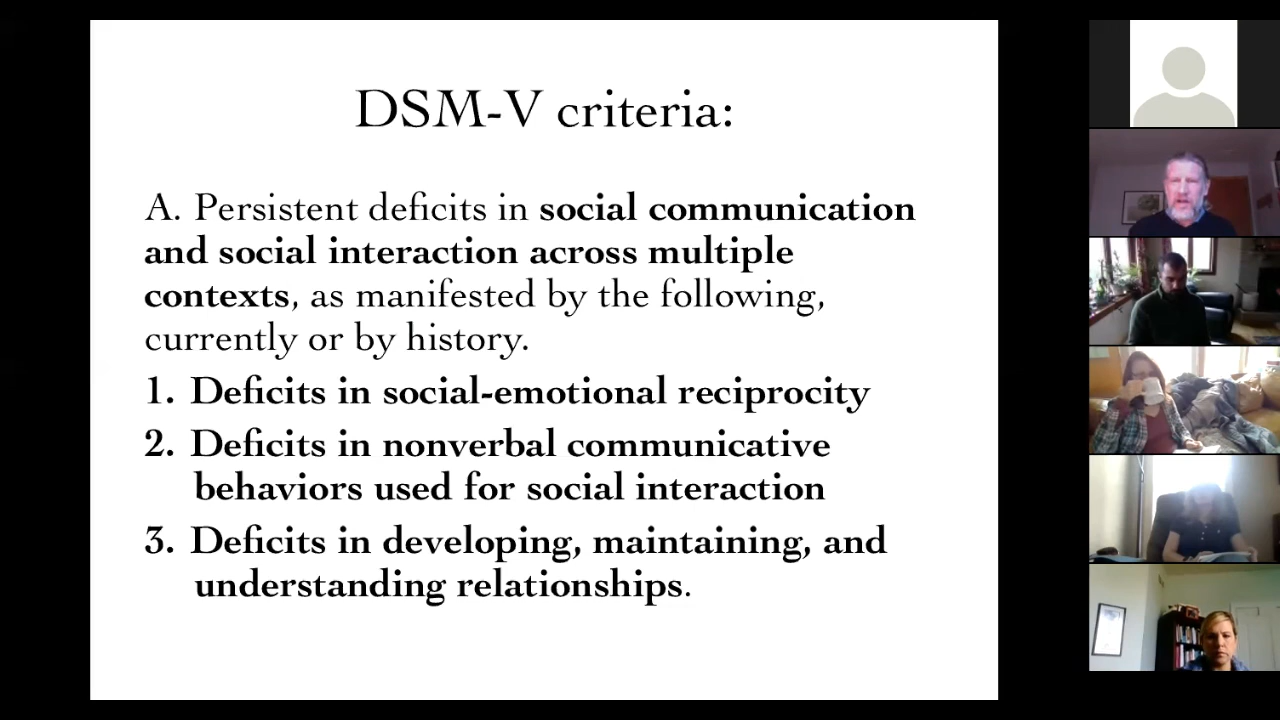 DSM-V criteria:
A. Persistent deficits in social communication
and social interaction across multiple
contexts, as manifested by the following,
currently or by history.
1. Deficits in social-emotional reciprocity
2. Deficits in nonverbal communicative
behaviors used for social interaction
3. Deficits in developing, maintaining, and
understanding relationships.